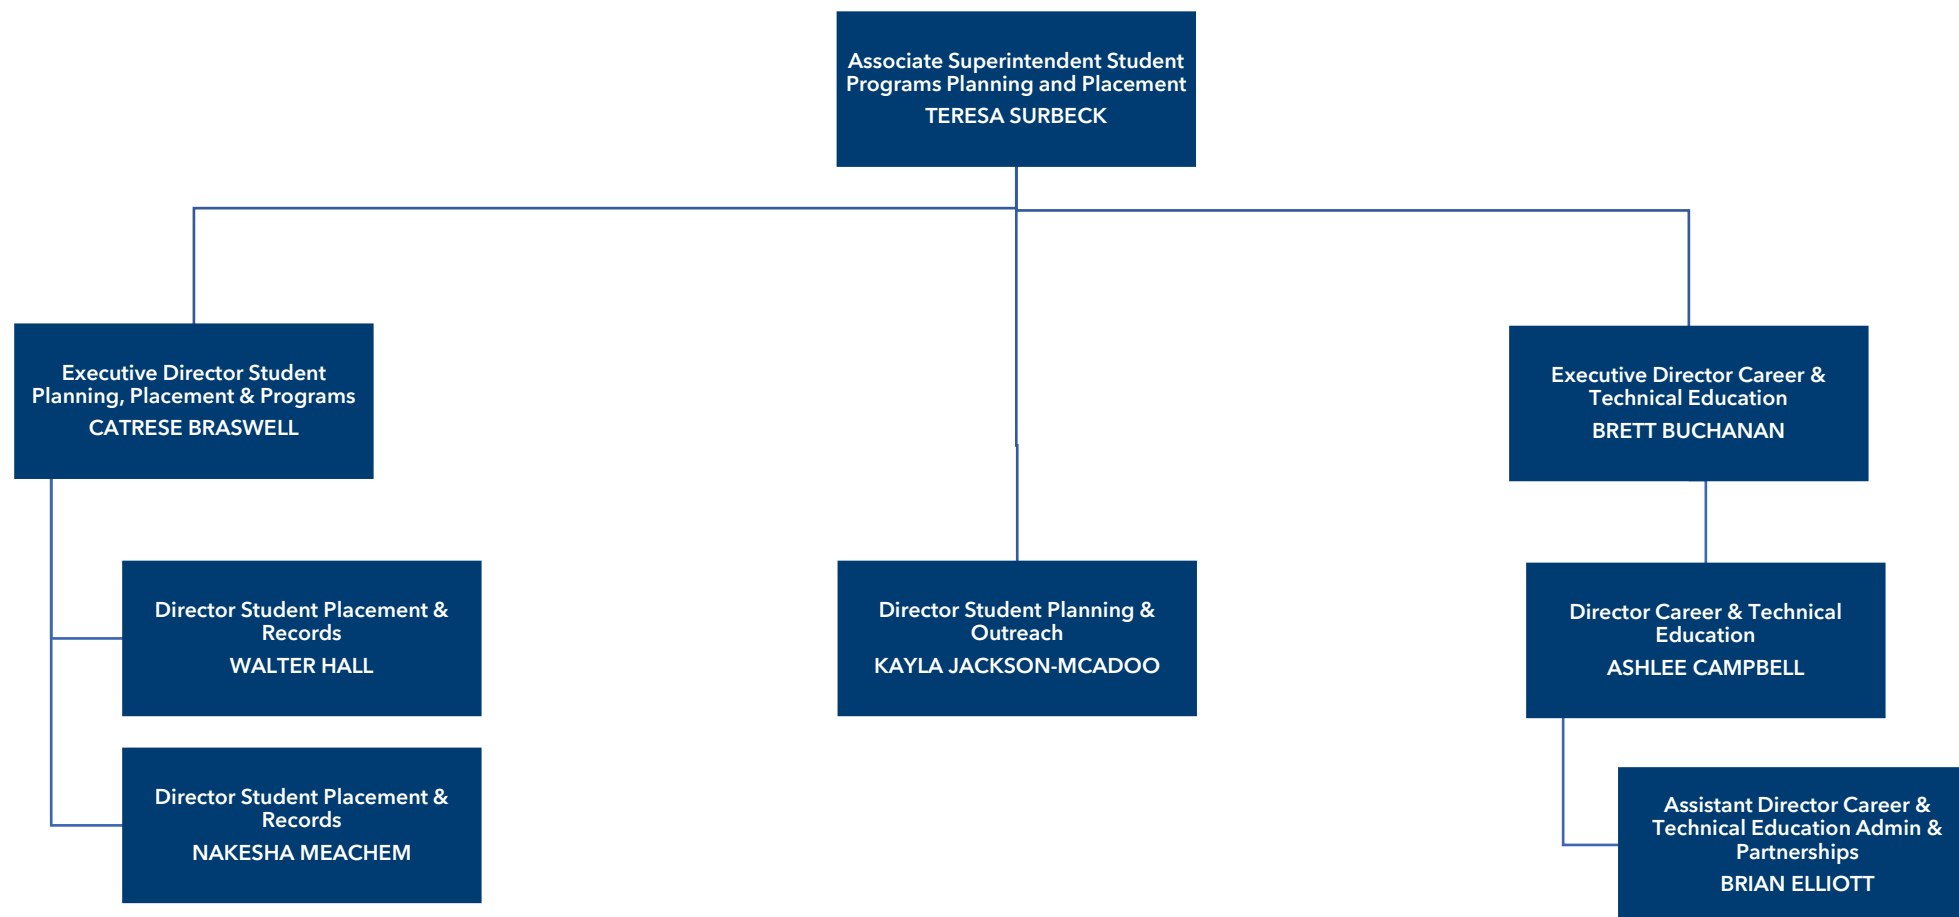 Associate Superintendent Student
Programs Planning and Placement
TERESA SURBECK
Executive Director Student
Planning, Placement & Programs
CATRESE BRASWELL
Executive Director Career &
Technical Education
BRETT BUCHANAN
Director Student Placement &
Records
WALTER HALL
Director Student Planning &
Outreach
KAYLA JACKSON-MCADOO
Director Career & Technical
Education
ASHLEE CAMPBELL
Director Student Placement &
Records
NAKESHA MEACHEM
Assistant Director Career &
Technical Education Admin &
Partnerships
BRIAN ELLIOTT